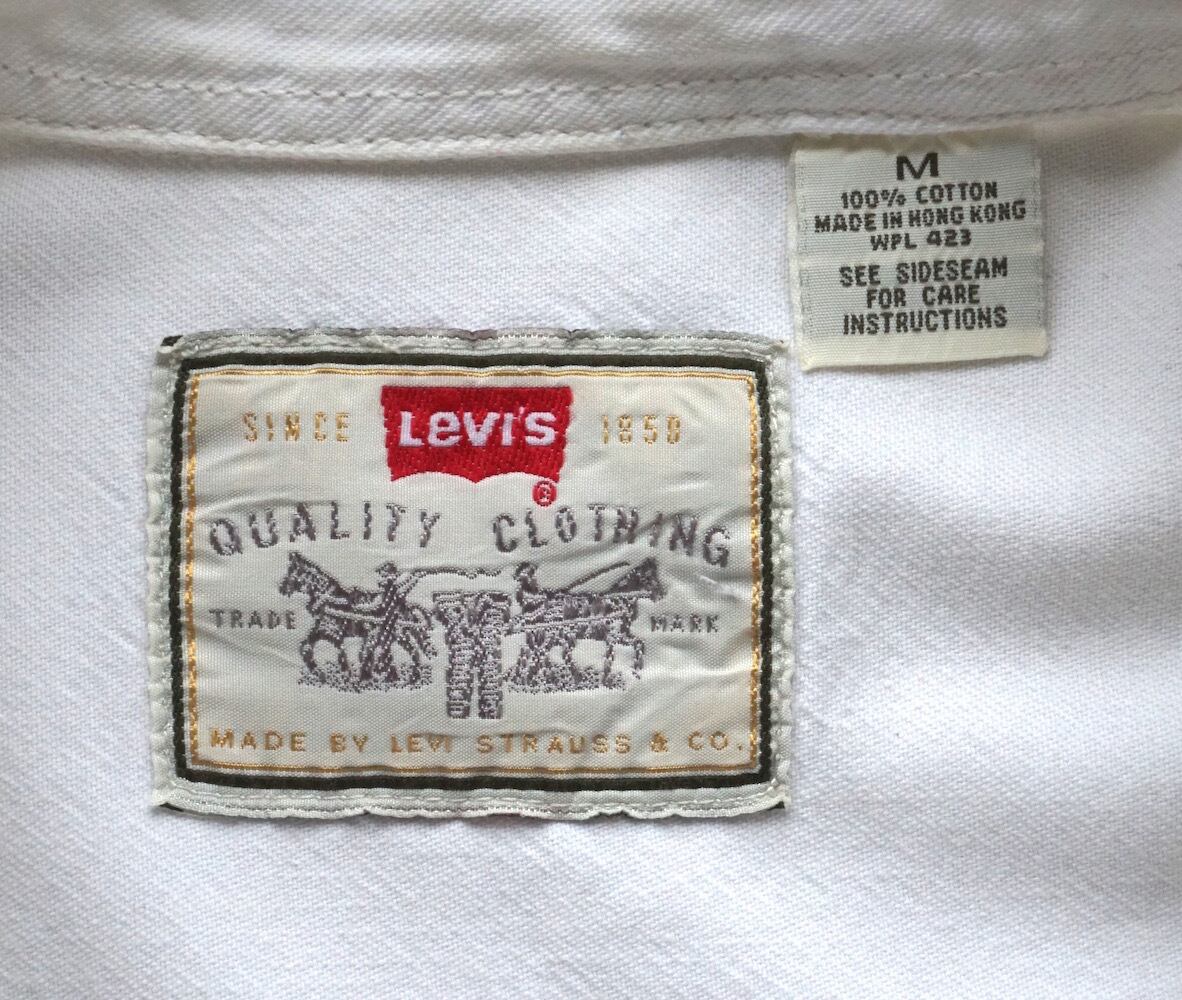 M
100% COTTON
MADE IN HONG KONG
WPL 423
SEE SIDESEAM
FOR CARE
INSTRUCTIONS
SINCE Levi's 1850
®
QUALITY CLOTHING
TRADE MARK
MADE BY LEVI STRAUSS & CO.